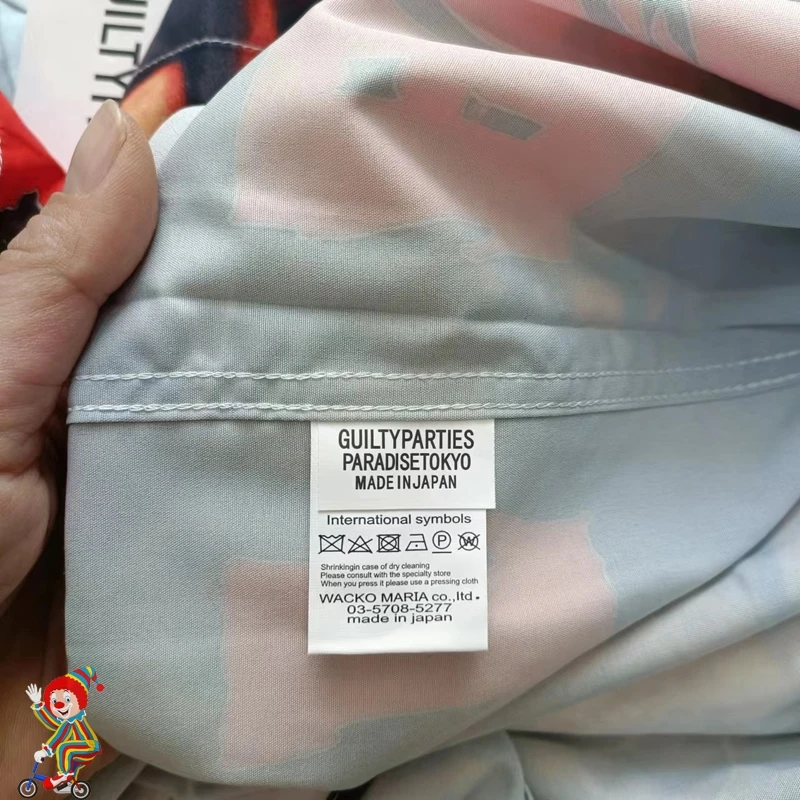 GUILTYP
GUILTYPARTIES
PARADISETOKYO
MADE IN JAPAN
International symbols
P W
Shrinkingin case of dry cleaning
Please consult with the specialty store
When you press it please use a pressing cloth
WACKO MARIA co.,ltd.
03-5708-5277
made in japan